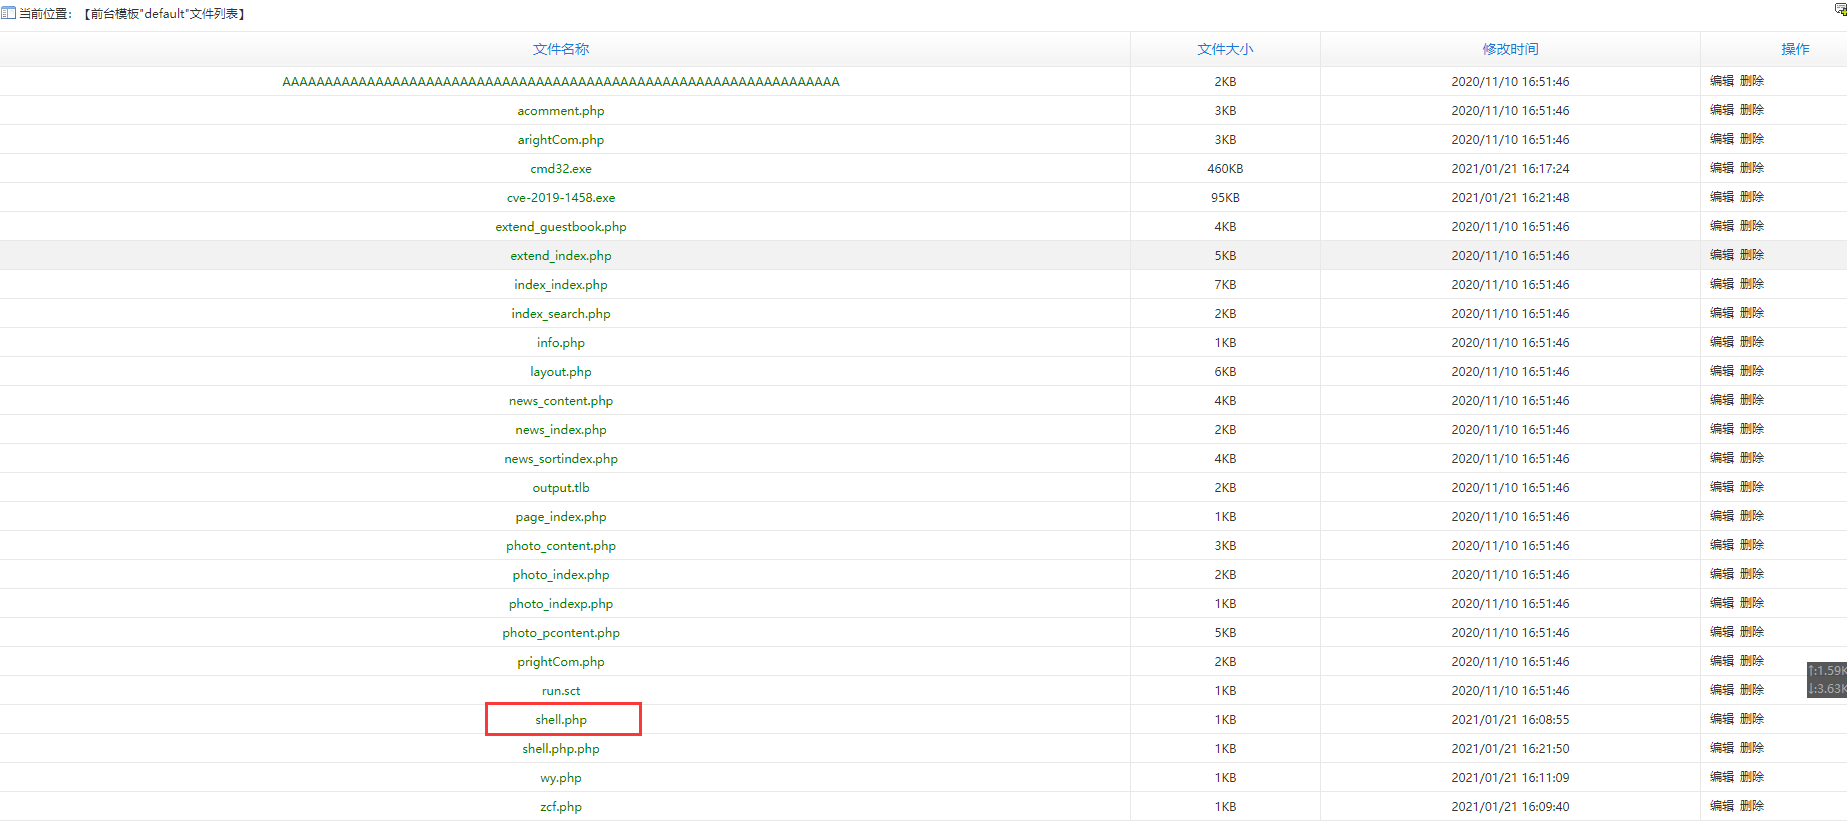 当前位置：【前台模板"default"文件列表】
文件名称 文件大小 修改时间 操作
AAAAAAAAAAAAAAAAAAAAAAAAAAAAAAAAAAAAAAAAAAAAAAAAAAAAAAAAAAAAAAAAAA 2KB 2020/11/10 16:51:46 编辑 删除
acomment.php 3KB 2020/11/10 16:51:46 编辑 删除
arightCom.php 3KB 2020/11/10 16:51:46 编辑 删除
cmd32.exe 460KB 2021/01/21 16:17:24 编辑 删除
cve-2019-1458.exe 95KB 2021/01/21 16:21:48 编辑 删除
extend_guestbook.php 4KB 2020/11/10 16:51:46 编辑 删除
extend_index.php 5KB 2020/11/10 16:51:46 编辑 删除
index_index.php 7KB 2020/11/10 16:51:46 编辑 删除
index_search.php 2KB 2020/11/10 16:51:46 编辑 删除
info.php 1KB 2020/11/10 16:51:46 编辑 删除
layout.php 6KB 2020/11/10 16:51:46 编辑 删除
news_content.php 4KB 2020/11/10 16:51:46 编辑 删除
news_index.php 2KB 2020/11/10 16:51:46 编辑 删除
news_sortindex.php 4KB 2020/11/10 16:51:46 编辑 删除
output.tlb 2KB 2020/11/10 16:51:46 编辑 删除
page_index.php 1KB 2020/11/10 16:51:46 编辑 删除
photo_content.php 3KB 2020/11/10 16:51:46 编辑 删除
photo_index.php 2KB 2020/11/10 16:51:46 编辑 删除
photo_indexp.php 1KB 2020/11/10 16:51:46 编辑 删除
photo_pcontent.php 5KB 2020/11/10 16:51:46 编辑 删除
prightCom.php 2KB 2020/11/10 16:51:46 编辑 删除
↑:1.59K
run.sct 1KB 2020/11/10 16:51:46 编辑 删除
↓:3.63K
shell.php 1KB 2021/01/21 16:08:55 编辑 删除
shell.php.php 1KB 2021/01/21 16:21:50 编辑 删除
wy.php 1KB 2021/01/21 16:11:09 编辑 删除
zcf.php 1KB 2021/01/21 16:09:40 编辑 删除